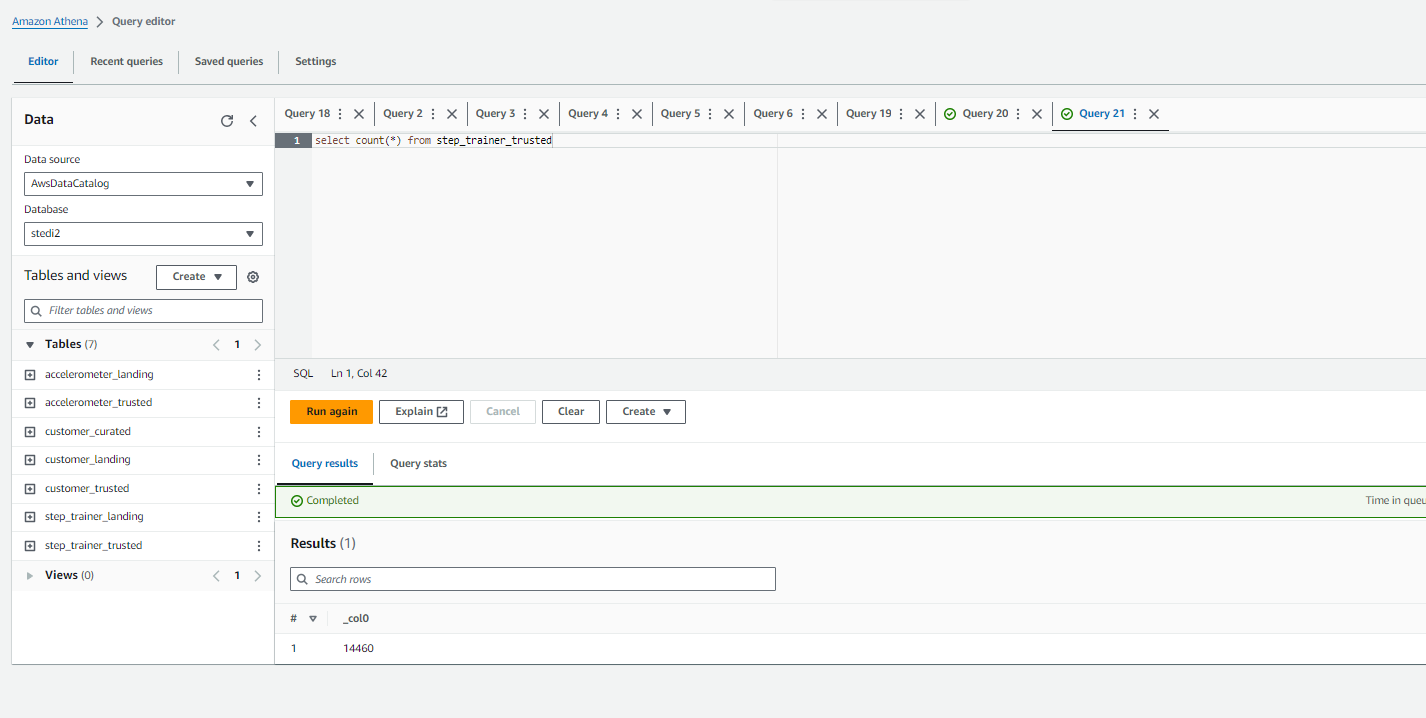 Amazon Athena > Query editor
Editor Recent queries Saved queries Settings
Data
Data source
AwsDataCatalog
Database
stedi2
Tables and views Create
Filter tables and views
Tables (7) 1
accelerometer_landing
accelerometer_trusted
customer_curated
customer_landing
customer_trusted
step_trainer_landing
step_trainer_trusted
Views (0) 1
Query 18 Query 2 Query 3 Query 4 Query 5 Query 6 Query 19 Query 20 Query 21
1 select count(*) from step_trainer_trusted
SQL Ln 1, Col 42
Run again Explain Cancel Clear Create
Query results Query stats
Completed Time in queu
Results (1)
Search rows
# _col0
1 14460